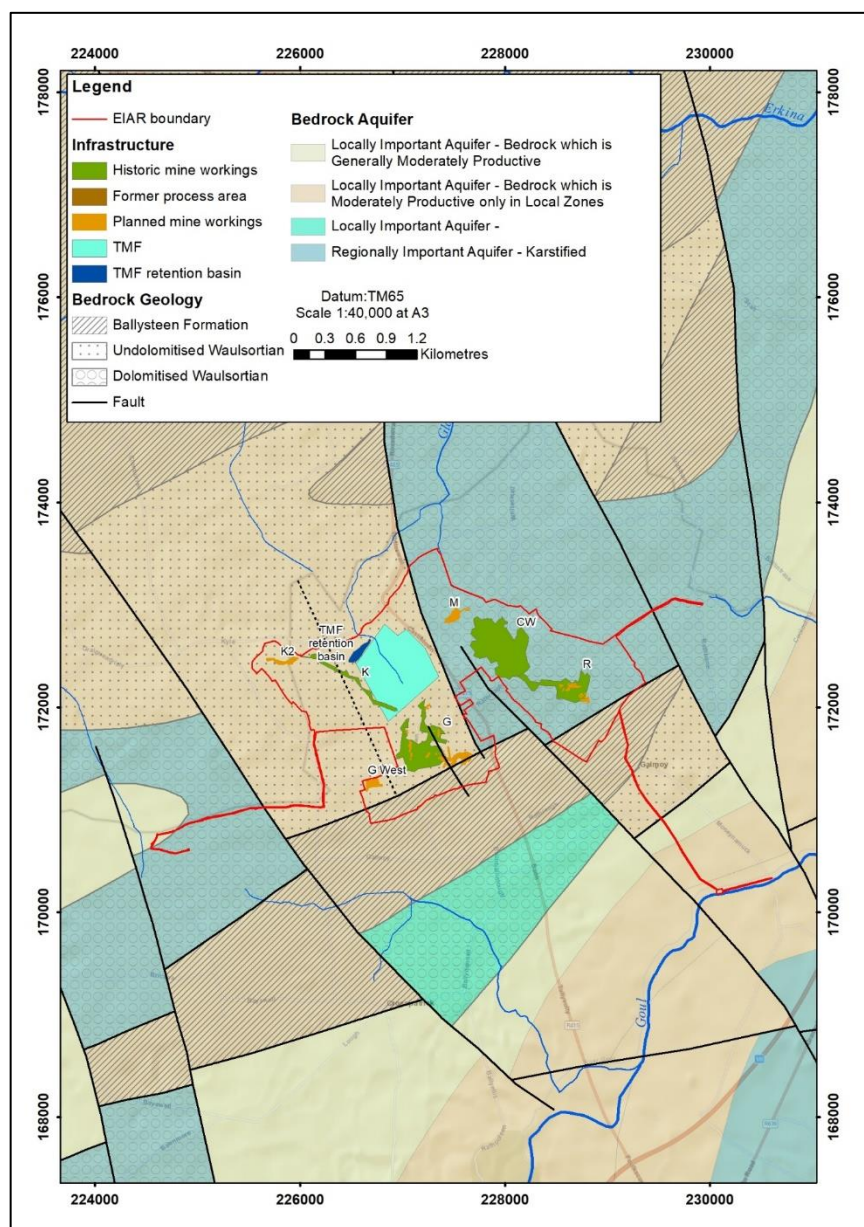 224000 226000 228000 230000
178000
176000
174000
172000
170000
168000
Legend
EIAR boundary
Infrastructure
Historic mine workings
Former process area
Planned mine workings
TMF
TMF retention basin
Bedrock Geology
Ballysteen Formation
Undolomitised Waulsortian
Dolomitised Waulsortian
Fault
Bedrock Aquifer
Locally Important Aquifer - Bedrock which is
Generally Moderately Productive
Locally Important Aquifer - Bedrock which is
Moderately Productive only in Local Zones
Locally Important Aquifer -
Regionally Important Aquifer - Karstified
Datum:TM65
Scale 1:40,000 at A3
0 0.3 0.6 0.9 1.2
Kilometres
Erkina
M
CW
R
TMF
retention
basin
K2
K
G
G West
Galmoy
Goul
178000
176000
174000
172000
170000
168000
224000 226000 228000 230000